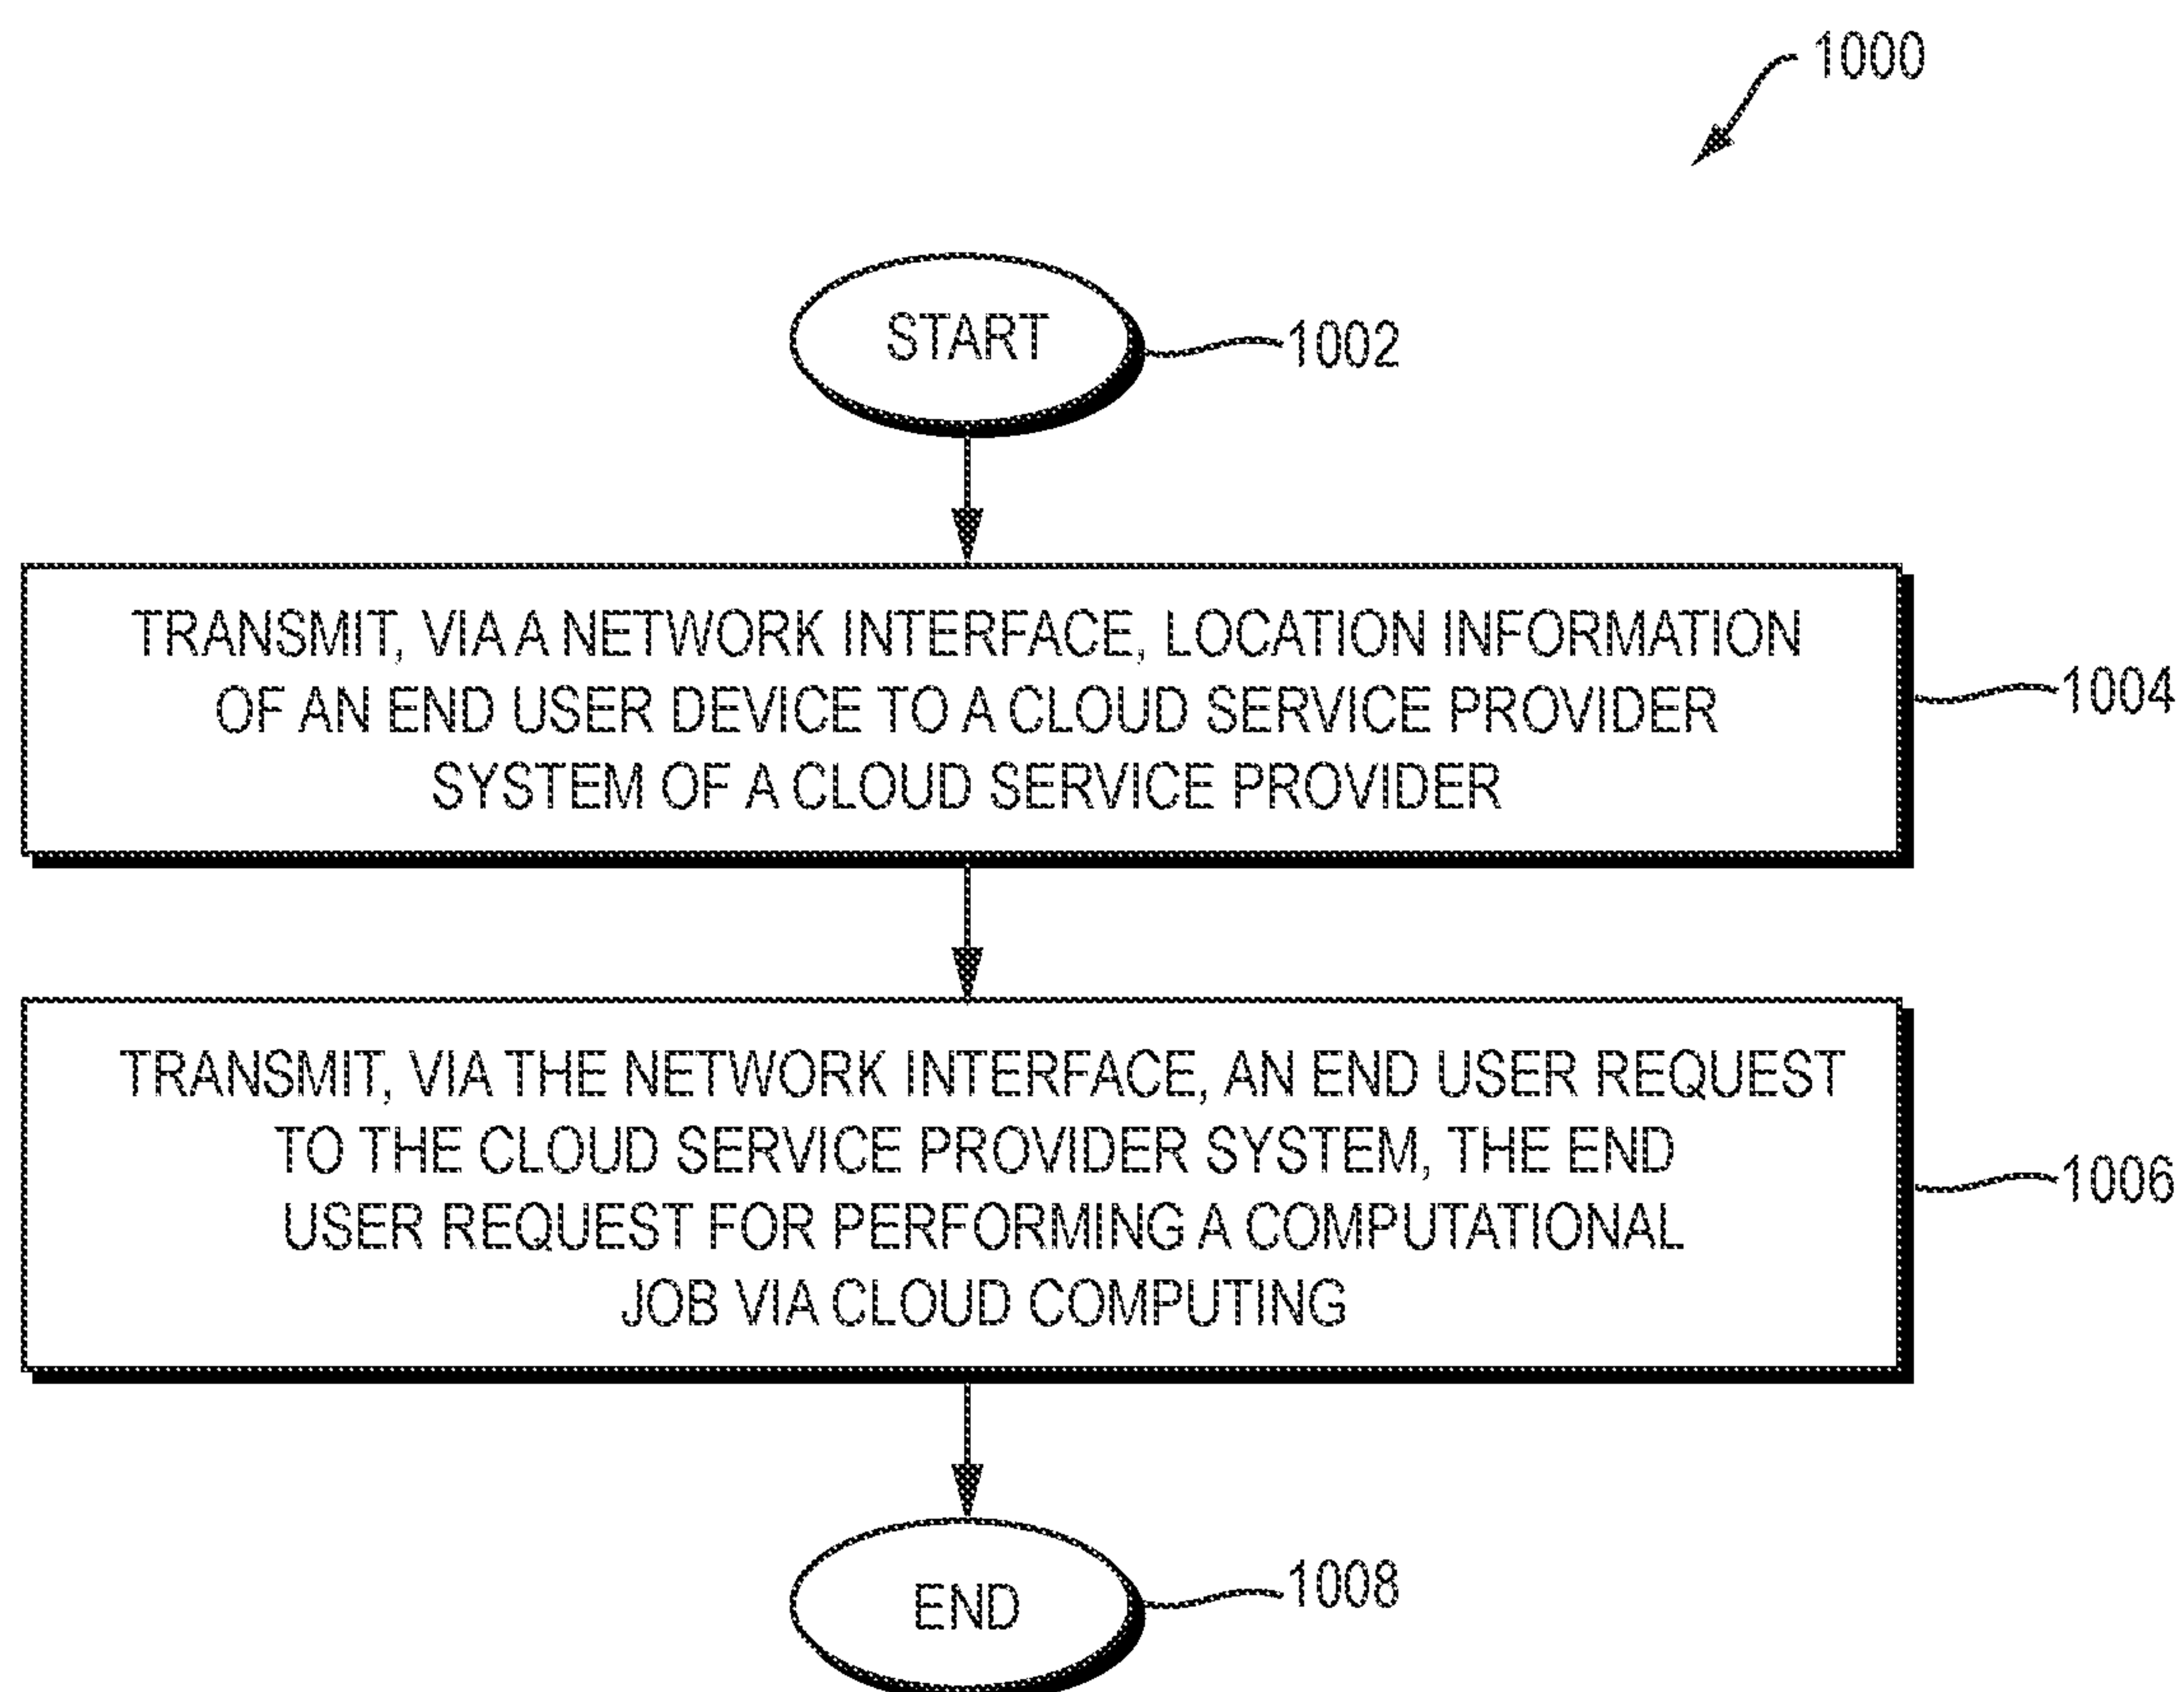 1000
START
1002
TRANSMIT, VIA A NETWORK INTERFACE, LOCATION INFORMATION
OF AN END USER DEVICE TO A CLOUD SERVICE PROVIDER
SYSTEM OF A CLOUD SERVICE PROVIDER
1004
TRANSMIT, VIA THE NETWORK INTERFACE, AN END USER REQUEST
TO THE CLOUD SERVICE PROVIDER SYSTEM, THE END
USER REQUEST FOR PERFORMING A COMPUTATIONAL
JOB VIA CLOUD COMPUTING
1006
END
1008